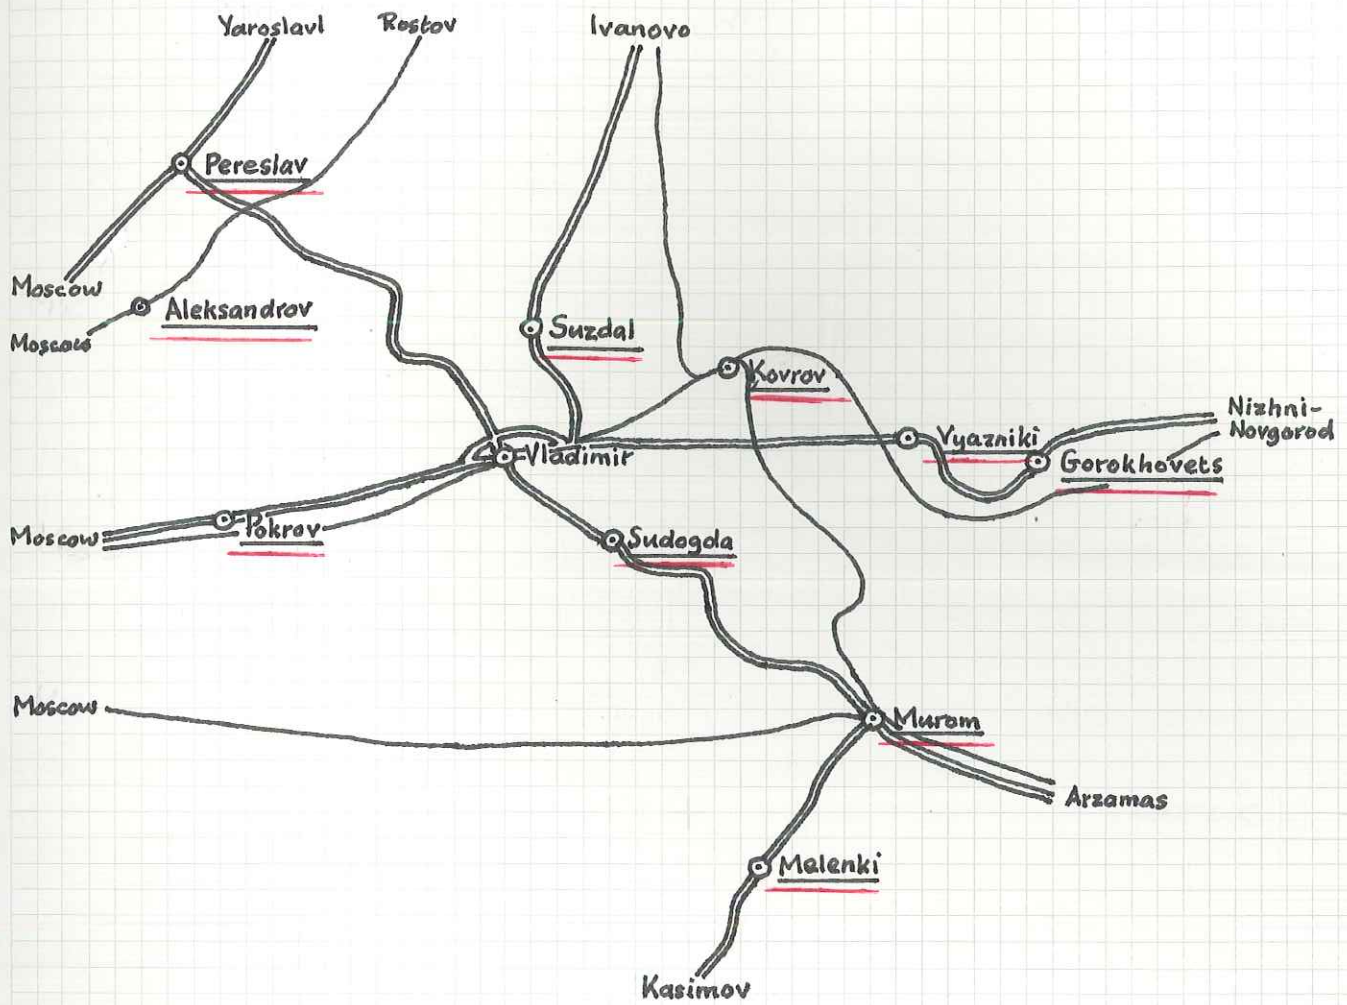 Yaroslavl
Rostov
Ivanovo
Pereslav
Moscow
Aleksandrov
Moscow
Suzdal
Kovrov
Nizhni-
Novgorod
Vyazniki
Gorokhovets
Vladimir
Pokrov
Moscow
Sudogda
Moscow
Murom
Arzamas
Melenki
Kasimov